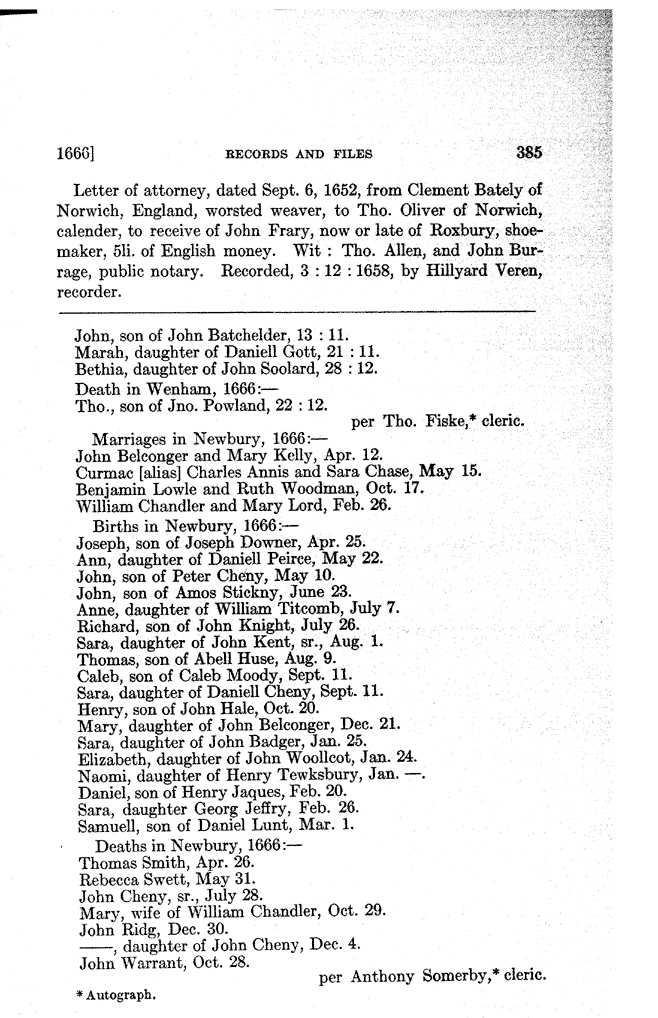 1666] RECORDS AND FILES 385
Letter of attorney, dated Sept. 6, 1652, from Clement Bately of
Norwich, England, worsted weaver, to Tho. Oliver of Norwich,
calender, to receive of John Frary, now or late of Roxbury, shoe-
maker, 5li. of English money. Wit : Tho. Allen, and John Bur-
rage, public notary. Recorded, 3 : 12 : 1658, by Hillyard Veren,
recorder.
John, son of John Batchelder, 13 : 11.
Marah, daughter of Daniell Gott, 21 : 11.
Bethia, daughter of John Soolard, 28 : 12.
Death in Wenham, 1666:—
Tho., son of Jno. Powland, 22 : 12.
per Tho. Fiske,* cleric.
Marriages in Newbury, 1666:—
John Belconger and Mary Kelly, Apr. 12.
Curmac [alias] Charles Annis and Sara Chase, May 15.
Benjamin Lowle and Ruth Woodman, Oct. 17.
William Chandler and Mary Lord, Feb. 26.
Births in Newbury, 1666:—
Joseph, son of Joseph Downer, Apr. 25.
Ann, daughter of Daniell Peirce, May 22.
John, son of Peter Cheny, May 10.
John, son of Amos Stickny, June 23.
Anne, daughter of William Titcomb, July 7.
Richard, son of John Knight, July 26.
Sara, daughter of John Kent, sr., Aug. 1.
Thomas, son of Abell Huse, Aug. 9.
Caleb, son of Caleb Moody, Sept. 11.
Sara, daughter of Daniell Cheny, Sept. 11.
Henry, son of John Hale, Oct. 20.
Mary, daughter of John Belconger, Dec. 21.
Sara, daughter of John Badger, Jan. 25.
Elizabeth, daughter of John Woollcot, Jan. 24.
Naomi, daughter of Henry Tewksbury, Jan. —.
Daniel, son of Henry Jaques, Feb. 20.
Sara, daughter Georg Jeffry, Feb. 26.
Samuell, son of Daniel Lunt, Mar. 1.
Deaths in Newbury, 1666:—
Thomas Smith, Apr. 26.
Rebecca Swett, May 31.
John Cheny, sr., July 28.
Mary, wife of William Chandler, Oct. 29.
John Ridg, Dec. 30.
——, daughter of John Cheny, Dec. 4.
John Warrant, Oct. 28.
per Anthony Somerby,* cleric.
* Autograph.